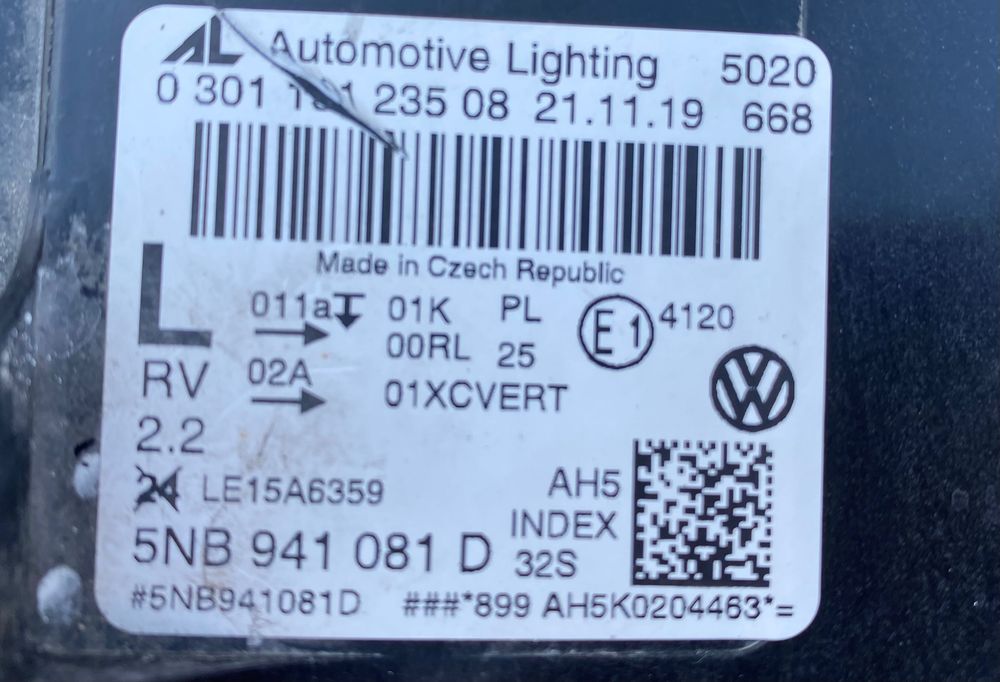 AL Automotive Lighting 5020
0 301 235 08 21.11.19 668
Made in Czech Republic
L 011a 01K PL E1 4120
00RL 25
RV 02A 01XCVERT
2.2
24 LE15A6359 AH5
INDEX
5NB 941 081 D 32S
#5NB941081D ###*899 AH5K0204463*=